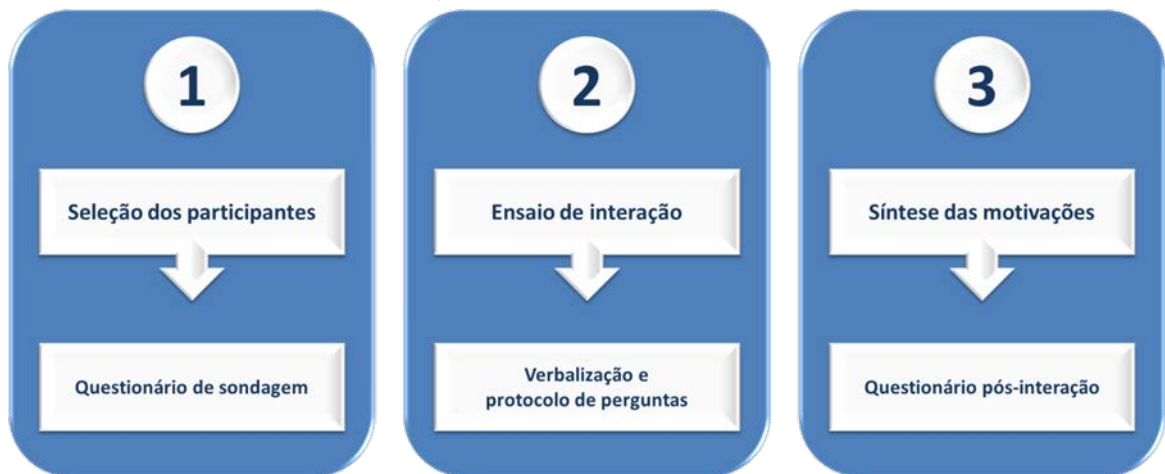 1
Seleção dos participantes
Questionário de sondagem
2
Ensaio de interação
Verbalização e
protocolo de perguntas
3
Síntese das motivações
Questionário pós-interação